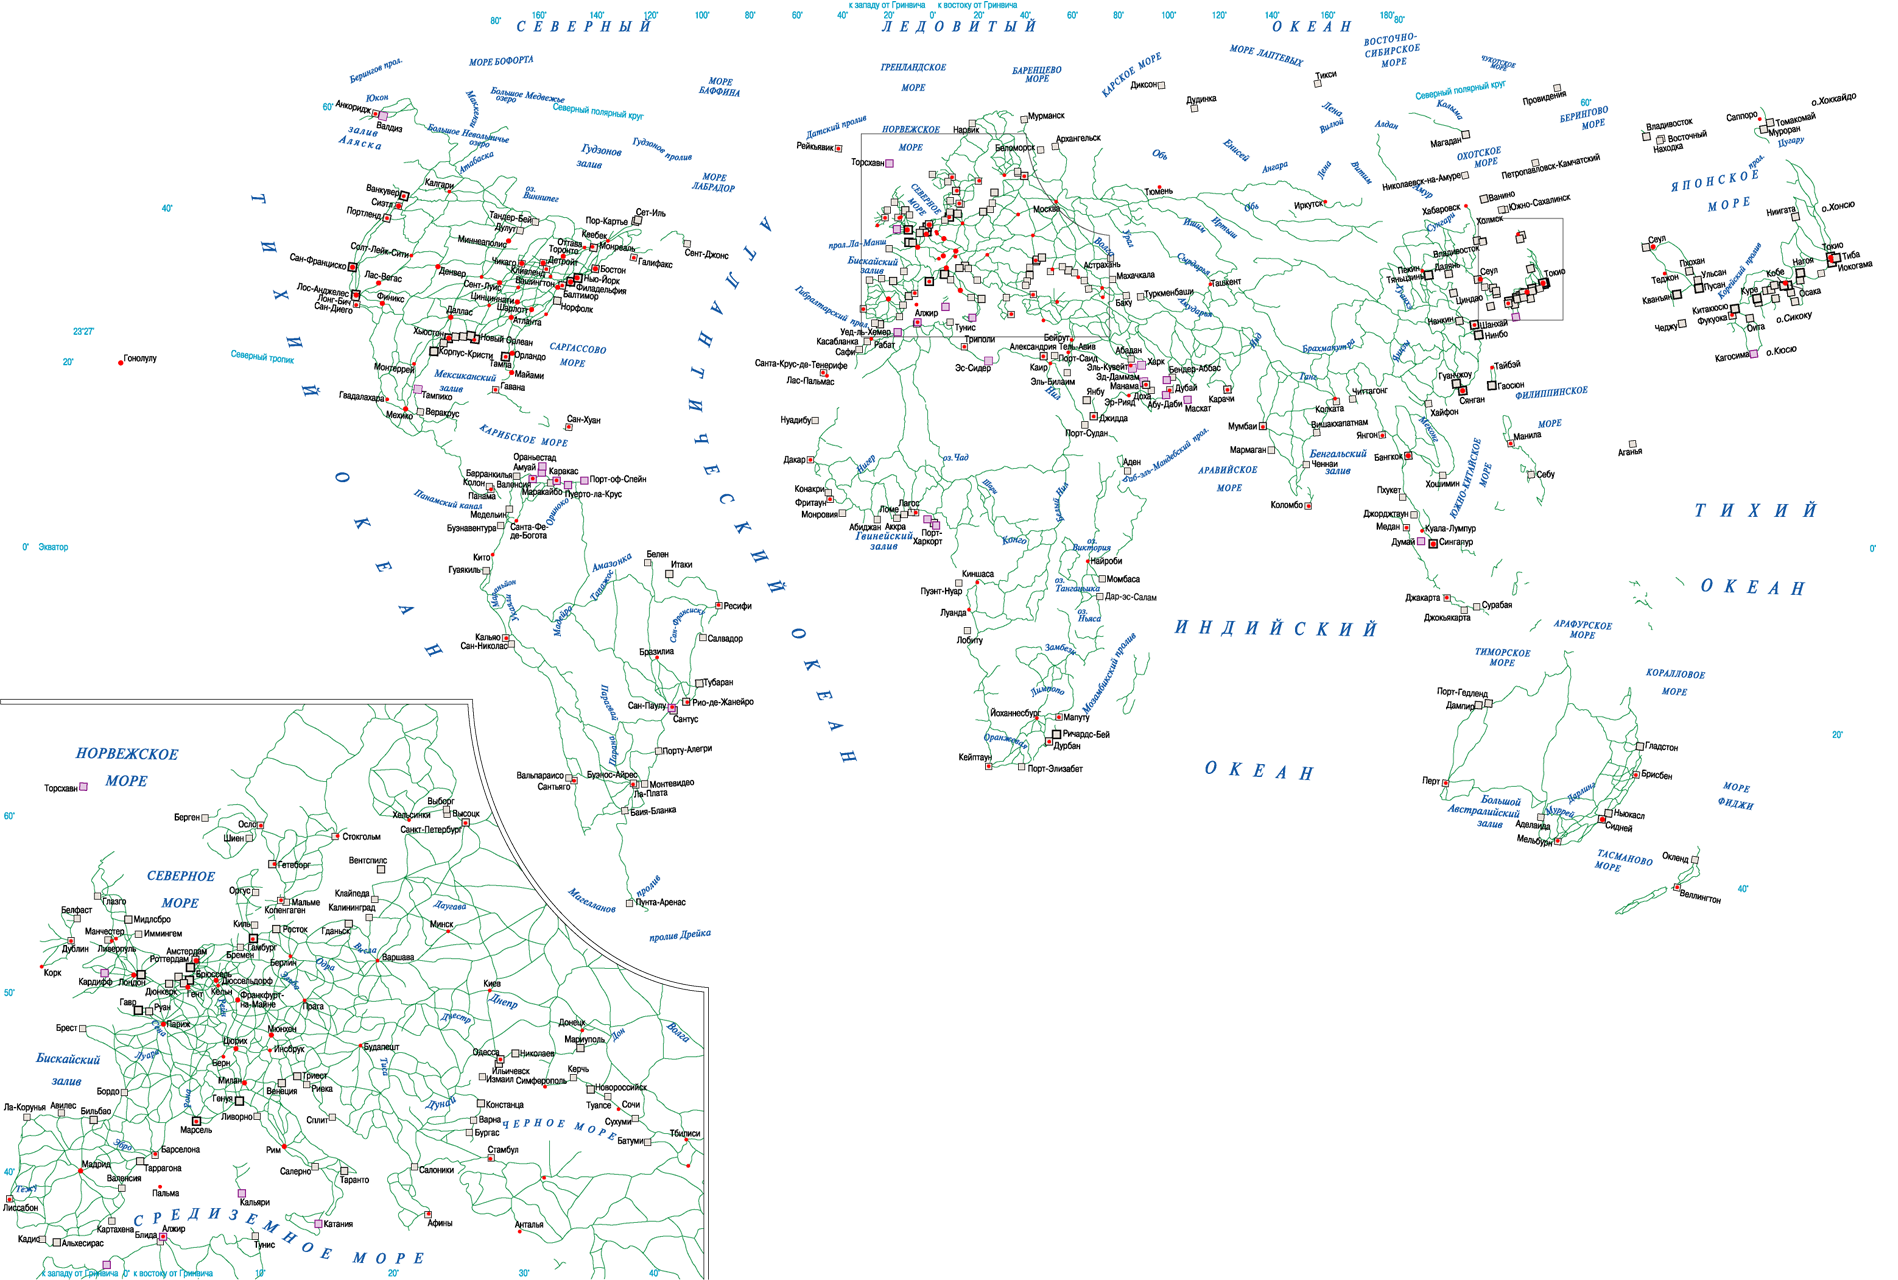 к западу от Гринвича к востоку от Гринвича
80° 160° 140° 120° 100° 80° 60° 40° 20° 0° 20° 40° 60° 80° 100° 120° 140° 160° 180° 80°
СЕВЕРНЫЙ ЛЕДОВИТЫЙ ОКЕАН
Берингов прол.
МОРЕ БОФОРТА
МОРЕ
БАФФИНА
ГРЕНЛАНДСКОЕ
МОРЕ
БАРЕНЦЕВО
МОРЕ
КАРСКОЕ МОРЕ
МОРЕ ЛАПТЕВЫХ
ВОСТОЧНО-
СИБИРСКОЕ
МОРЕ
ЧУКОТСКОЕ
МОРЕ
Северный полярный круг
Северный полярный круг
60°
60°
БЕРИНГОВО
МОРЕ
Юкон
Большое Медвежье
озеро
Анкоридж
Валдиз
залив
Аляска
Большое Невольничье
озеро
Атабаска
Гудзонов
залив
Гудзонов пролив
МОРЕ
ЛАБРАДОР
оз.
Виннипег
Датский пролив
Рейкьявик
Торсхавн
НОРВЕЖСКОЕ
МОРЕ
Нарвик
Мурманск
Беломорск
Архангельск
Диксон
Дудинка
Тикси
Провидения
Лена
Вилюй
Алдан
Колыма
Магадан
ОХОТСКОЕ
МОРЕ
Петропавловск-Камчатский
Николаевск-на-Амуре
Амур
Обь
Енисей
Ангара
Лена
Витим
Тюмень
Иркутск
Обь
Ишим
Иртыш
Хабаровск
Ванино
Южно-Сахалинск
Холмск
Сунгари
Владивосток
40°
ТИХИЙ ОКЕАН
АТЛАНТИЧЕСКИЙ ОКЕАН
Ванкувер
Калгари
Сиэтл
Портленд
Тандер-Бей
Дулут
Миннеаполис
Пор-Картье
Сет-Иль
Квебек
Оттава
Монреаль
Торонто
Галифакс
Сент-Джонс
Солт-Лейк-Сити
Сан-Франциско
Лас-Вегас
Денвер
Чикаго
Детройт
Кливленд
Бостон
Нью-Йорк
Вашингтон
Филадельфия
Балтимор
Сент-Луис
Цинциннати
Норфолк
Лос-Анджелес
Лонг-Бич
Сан-Диего
Финикс
Шарлотт
Даллас
Атланта
Хьюстон
Новый Орлеан
Корпус-Кристи
Орландо
Тампа
Майами
Монтеррей
Мексиканский
залив
Гавана
Тампико
Гвадалахара
Веракрус
Мехико
САРГАССОВО
МОРЕ
23°27'
20°
Гонолулу
Северный тропик
Сан-Хуан
КАРИБСКОЕ МОРЕ
Ораньестад
Амуай
Каракас
Барранкилья
Колон
Валенсия
Порт-оф-Спейн
Панама
Маракайбо
Пуерто-ла-Крус
Панамский канал
Медельин
Ориноко
Буэнавентура
Санта-Фе-
де-Богота
0°
Экватор
Кито
Гуаякиль
Мараньйон
Укаяли
Амазонка
Белен
Итаки
Тапажос
Мадейра
Сан-Франсиску
Ресифи
Салвадор
Кальяо
Сан-Николас
Бразилиа
Парагвай
Парана
Тубаран
Сан-Паулу
Рио-де-Жанейро
Сантус
Порту-Алегри
Вальпараисо
Сантьяго
Буэнос-Айрес
Монтевидео
Ла-Плата
Баия-Бланка
Магелланов
пролив
Пунта-Аренас
пролив Дрейка
СЕВЕРНОЕ
МОРЕ
прол.Ла-Манш
Бискайский
залив
Гибралтарский прол.
Москва
Волга
Урал
Астрахань
Махачкала
Баку
Туркменбаши
Сырдарья
Ташкент
Амударья
Алжир
Тунис
Уед-ль-Хемер
Касабланка
Рабат
Сафи
Триполи
Эс-Сидер
Санта-Крус-де-Тенерифе
Лас-Пальмас
Бейрут
Александрия
Тель-Авив
Порт-Саид
Каир
Эль-Билаим
Нил
Абадан
Эль-Кувейт
Харк
Эд-Даммам
Бендер-Аббас
Манама
Янбу
Доха
Дубай
Эр-Рияд
Абу-Даби
Маскат
Карачи
Джидда
Порт-Судан
Аден
Баб-эль-Мандебский прол.
Инд
Брахмапутра
Ганг
Янцзы
Читтагонг
Колката
Мумбаи
Вишакхапатнам
Мармаган
Ченнаи
АРАВИЙСКОЕ
МОРЕ
Бенгальский
залив
Коломбо
Янгон
Бангкок
Меконг
Хошимин
Пхукет
Джорджтаун
Медан
Куала-Лумпур
Думай
Сингапур
ЮЖНО-КИТАЙСКОЕ
МОРЕ
Пекин
Тяньцзинь
Далянь
Сеул
Токио
Хуанхэ
Циндао
Нанкин
Шанхай
Нинбо
Тайбэй
Гуанчжоу
Гаосюн
Сянган
Хайфон
ФИЛИППИНСКОЕ
МОРЕ
Манила
Себу
Аганья
Нуадибу
Дакар
Нигер
оз.Чад
Конакри
Фритаун
Монровия
Абиджан
Ломе
Аккра
Лагос
Порт-
Харкорт
Гвинейский
залив
Шари
Белый Нил
Конго
оз.
Виктория
Найроби
Киншаса
Пуэнт-Нуар
оз.
Танганьика
Момбаса
Дар-эс-Салам
Луанда
оз.
Ньяса
Лобиту
Замбези
Лимпопо
Мозамбикский пролив
Йоханнесбург
Мапуту
Оранжевая
Ричардс-Бей
Дурбан
Кейптаун
Порт-Элизабет
ИНДИЙСКИЙ
ОКЕАН
Джакарта
Сурабая
Джокьякарта
АРАФУРСКОЕ
МОРЕ
ТИМОРСКОЕ
МОРЕ
КОРАЛЛОВОЕ
МОРЕ
Порт-Гедленд
Дампир
Перт
Гладстон
Брисбен
Дарлинг
Муррей
Ньюкасл
Сидней
Аделаида
Мельбурн
Большой
Австралийский
залив
ТАСМАНОВО
МОРЕ
МОРЕ
ФИДЖИ
Окленд
Веллингтон
20°
40°
0°
ТИХИЙ
ОКЕАН
Владивосток
Восточный
Находка
о.Хоккайдо
Саппоро
Томакомай
Муроран
прол.
Цугару
ЯПОНСКОЕ
МОРЕ
о.Хонсю
Ниигата
Сеул
Пхохан
Тедзон
Ульсан
Пусан
Кваньян
Чеджу
Корейский пролив
Токио
Тиба
Иокогама
Нагоя
Кобе
Куре
Осака
Китакюсю
Фукуока
Оита
о.Сикоку
Кагосима
о.Кюсю
НОРВЕЖСКОЕ
МОРЕ
Торсхавн
60°
Берген
Осло
Шиен
Стокгольм
Гетеборг
Хельсинки
Выборг
Высоцк
Санкт-Петербург
Вентспилс
СЕВЕРНОЕ
МОРЕ
Оргус
Мальме
Копенгаген
Клайпеда
Калининград
Даугава
Глазго
Белфаст
Мидлсбро
Манчестер
Иммингем
Дублин
Ливерпуль
Киль
Росток
Гданьск
Минск
Гамбург
Бремен
Амстердам
Роттердам
Берлин
Висла
Варшава
Одра
Корк
Кардифф
Лондон
Брюссель
Дюссельдорф
Дюнкерк
Гент
Кельн
Эльба
50°
Гавр
Руан
Рейн
Франкфурт-
на-Майне
Прага
Киев
Днепр
Брест
Сена
Париж
Мюнхон
Днестр
Донецк
Дон
Волга
Мариуполь
Луара
Цюрих
Инсбрук
Берн
Будапешт
Тиса
Бискайский
залив
Одесса
Николаев
Ильичевск
Измаил
Симферополь
Керчь
Милан
Триест
Венеция
Риека
Новороссийск
Туапсе
Сочи
Бордо
Рона
Генуя
Ливорно
Сплит
Дунай
Констанца
Варна
Бургас
ЧЕРНОЕ МОРЕ
Сухуми
Батуми
Тбилиси
Ла-Корунья
Авилес
Бильбао
Марсель
Эбро
Барселона
Таррагона
Рим
Салерно
Таранто
Салоники
Стамбул
40°
Мадрид
Валенсия
Пальма
Тежу
Лиссабон
Кальяри
Катания
Афины
Анталья
СРЕДИЗЕМНОЕ МОРЕ
Картахена
Кадис
Альхесирас
Алжир
Блида
Тунис
к западу от Гринвича 0° к востоку от Гринвича
10° 20° 30° 40°